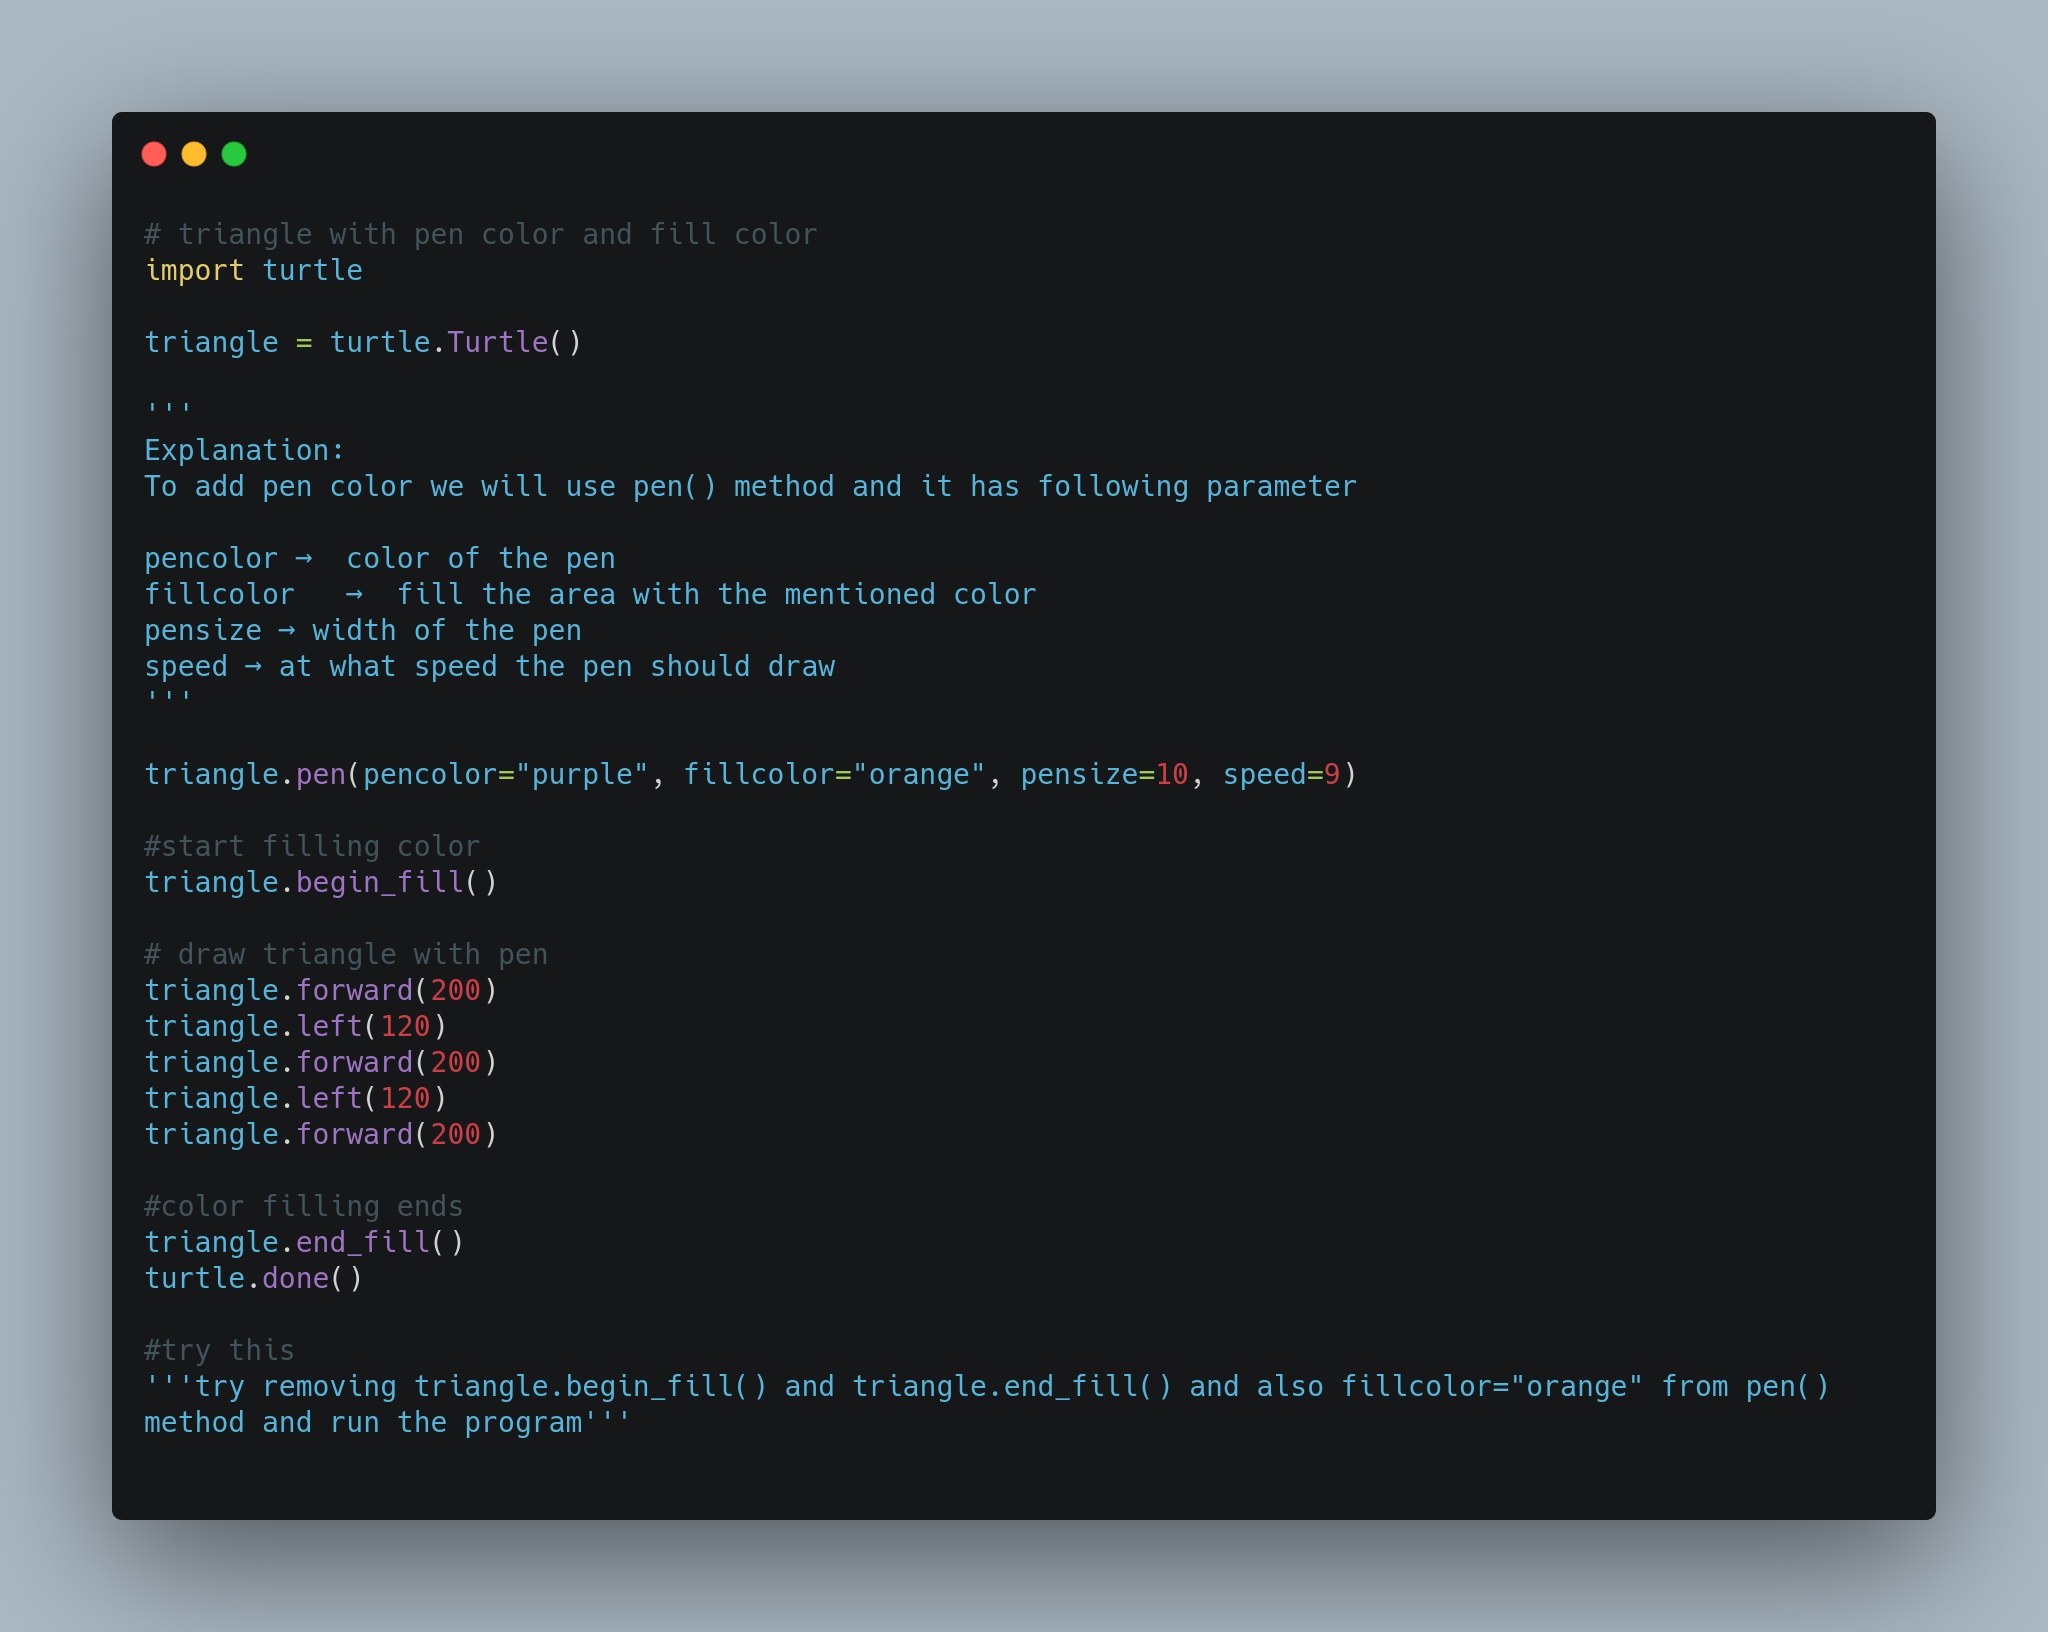 # triangle with pen color and fill color
import turtle

triangle = turtle.Turtle()

'''
Explanation:
To add pen color we will use pen() method and it has following parameter

pencolor →  color of the pen
fillcolor   →  fill the area with the mentioned color
pensize → width of the pen
speed → at what speed the pen should draw
'''

triangle.pen(pencolor="purple", fillcolor="orange", pensize=10, speed=9)

#start filling color
triangle.begin_fill()

# draw triangle with pen
triangle.forward(200)
triangle.left(120)
triangle.forward(200)
triangle.left(120)
triangle.forward(200)

#color filling ends
triangle.end_fill()
turtle.done()

#try this
'''try removing triangle.begin_fill() and triangle.end_fill() and also fillcolor="orange" from pen()
method and run the program'''